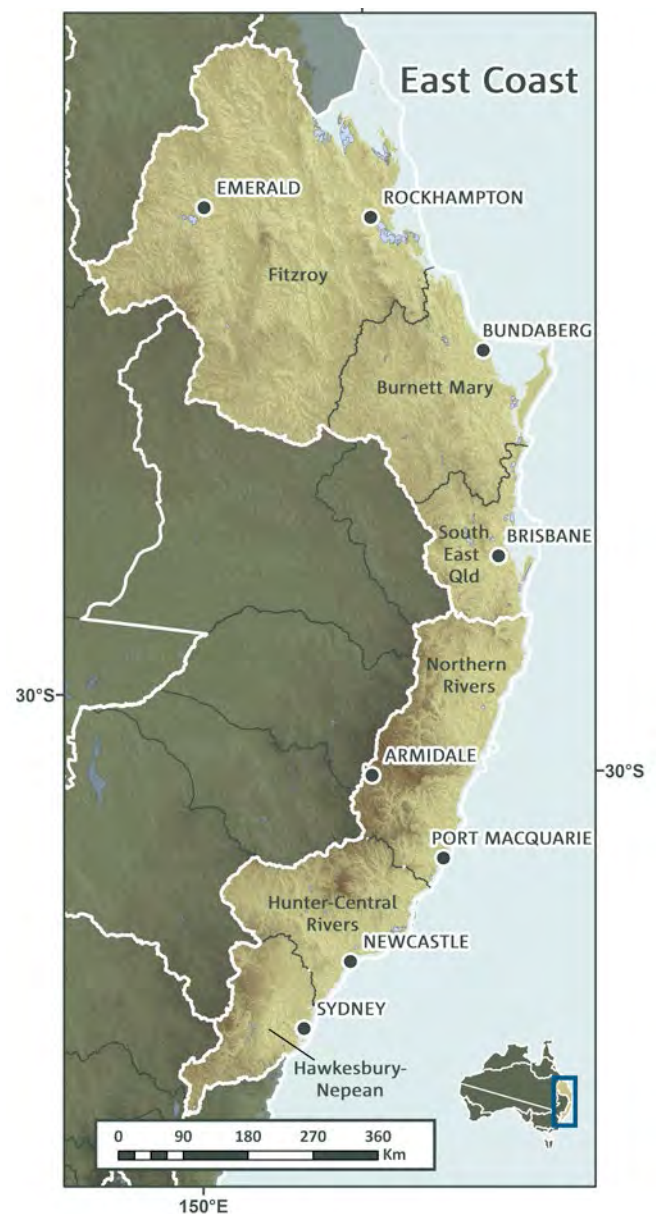 East Coast
EMERALD
ROCKHAMPTON
Fitzroy
BUNDABERG
Burnett Mary
South
East
Qld
BRISBANE
Northern
Rivers
30°S
ARMIDALE
30°S
PORT MACQUARIE
Hunter-Central
Rivers
NEWCASTLE
SYDNEY
Hawkesbury-
Nepean
0 90 180 270 360
Km
150°E